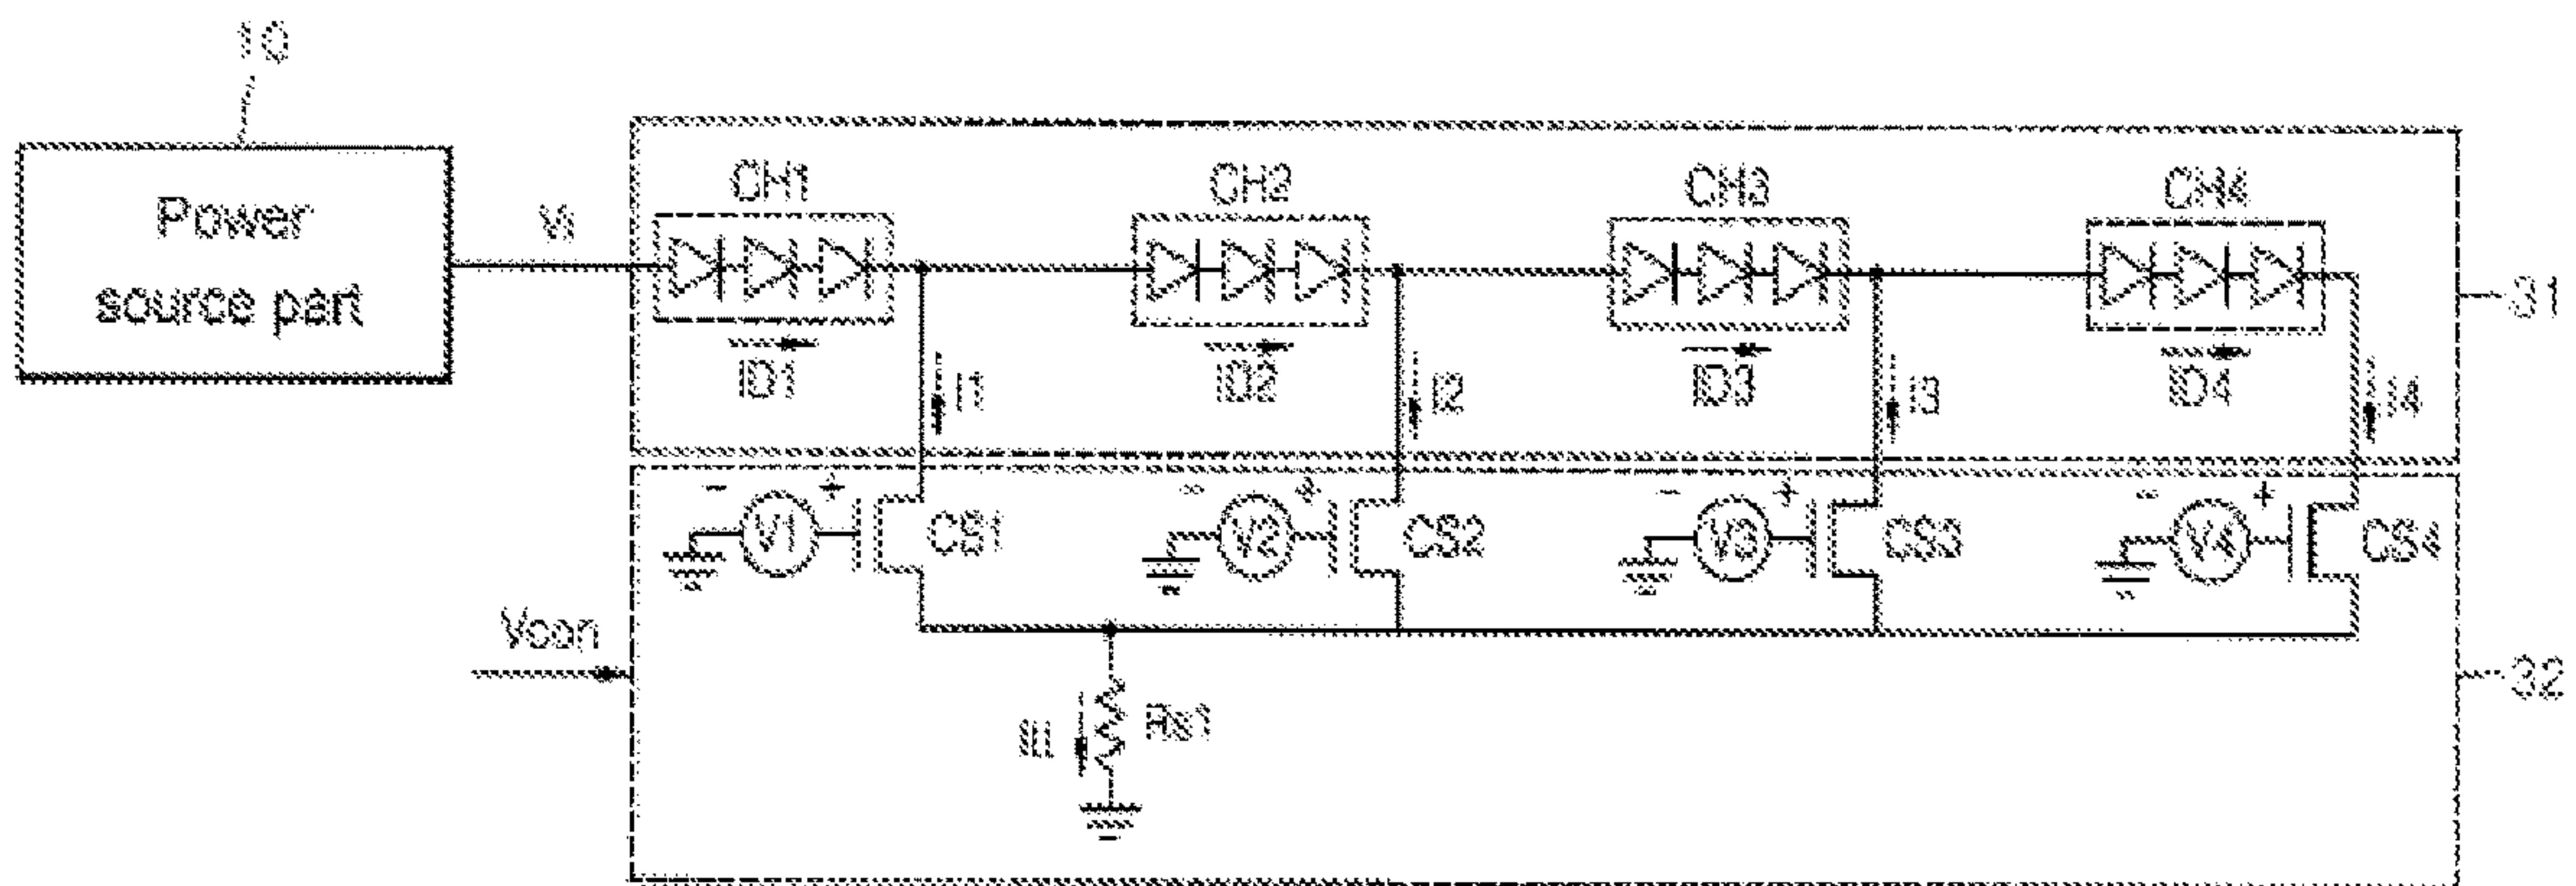 10
Power
source part
Vi
CH1
CH2
CH3
CH4
ID1
ID2
ID3
ID4
I1
I2
I3
I4
31
- + - + - + - +
V1
CS1
V2
CS2
V3
CS3
V4
CS4
Vcon
Rs1
32